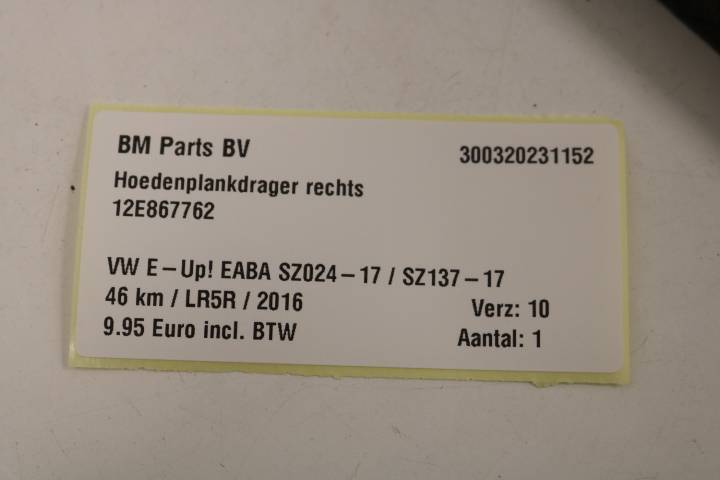 BM Parts BV 300320231152
Hoedenplankdrager rechts
12E867762
VW E-Up! EABA SZ024-17 / SZ137-17
46 km / LR5R / 2016 Verz: 10
9.95 Euro incl. BTW Aantal: 1